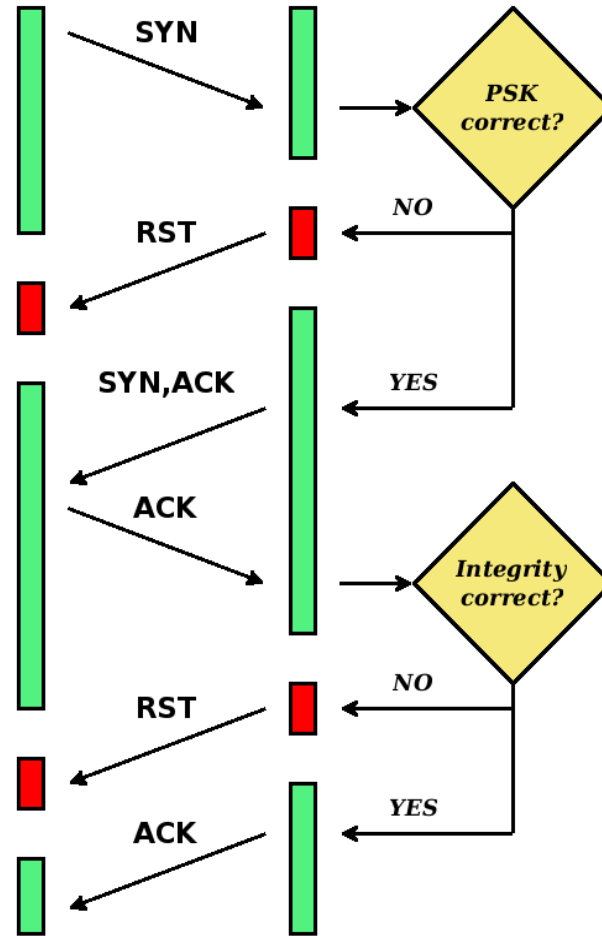 SYN
PSK
correct?
NO
RST
SYN,ACK
YES
ACK
Integrity
correct?
NO
RST
YES
ACK